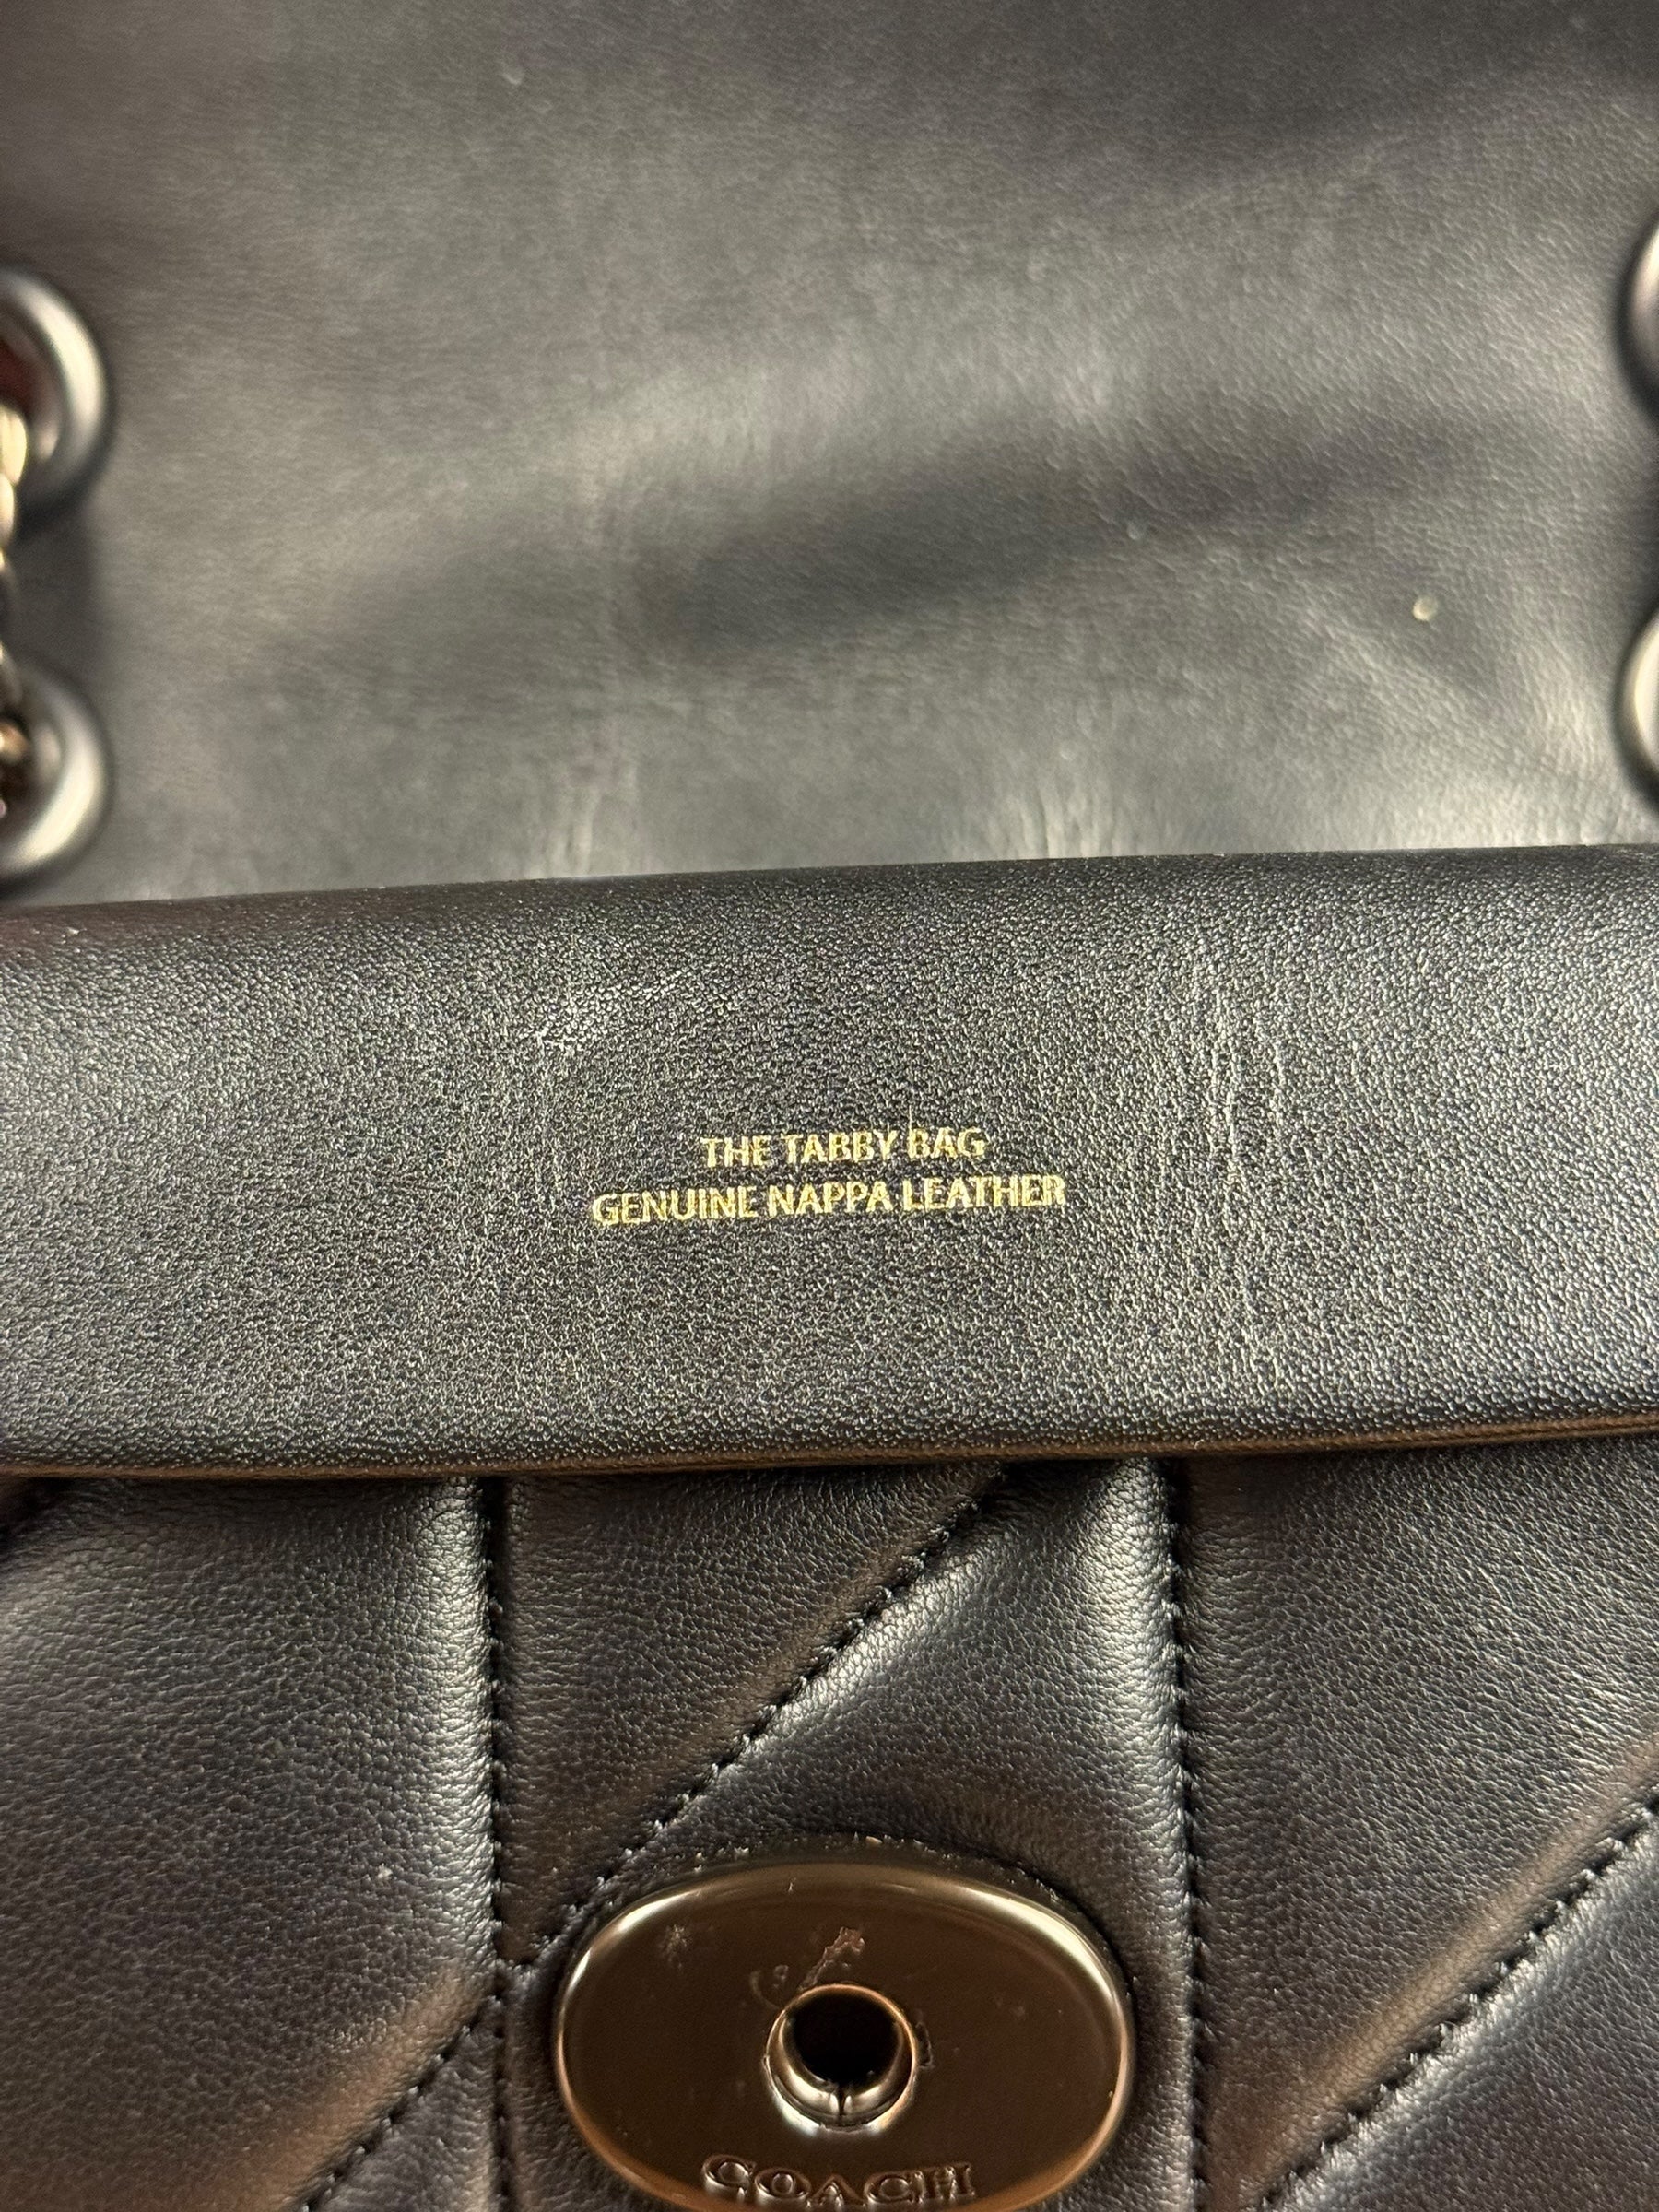 THE TABBY BAG
GENUINE NAPPA LEATHER
COACH